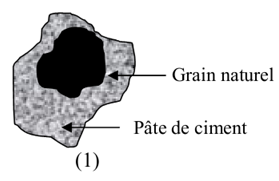 Grain naturel
Pâte de ciment
(1)